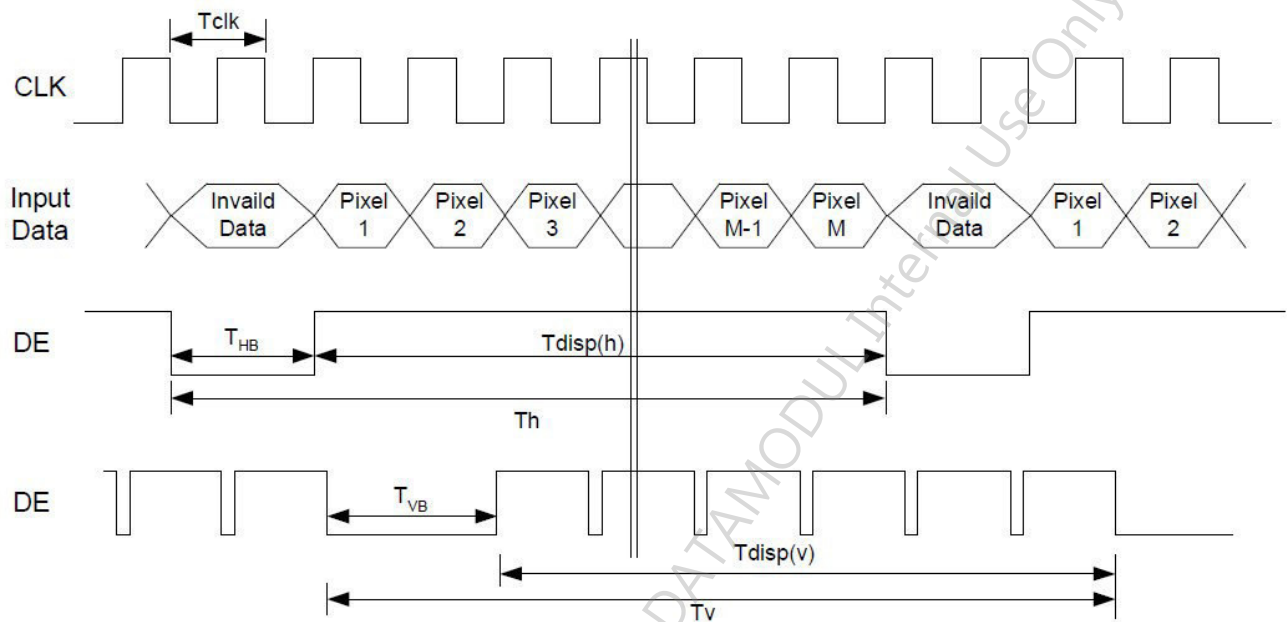 Tclk
CLK
Input
Data
Invaild
Data
Pixel
1
Pixel
2
Pixel
3
Pixel
M-1
Pixel
M
Invaild
Data
Pixel
1
Pixel
2
DE
THB
Tdisp(h)
Th
DE
TVB
Tdisp(v)
Tv
DATAMODUL Internal Use Only